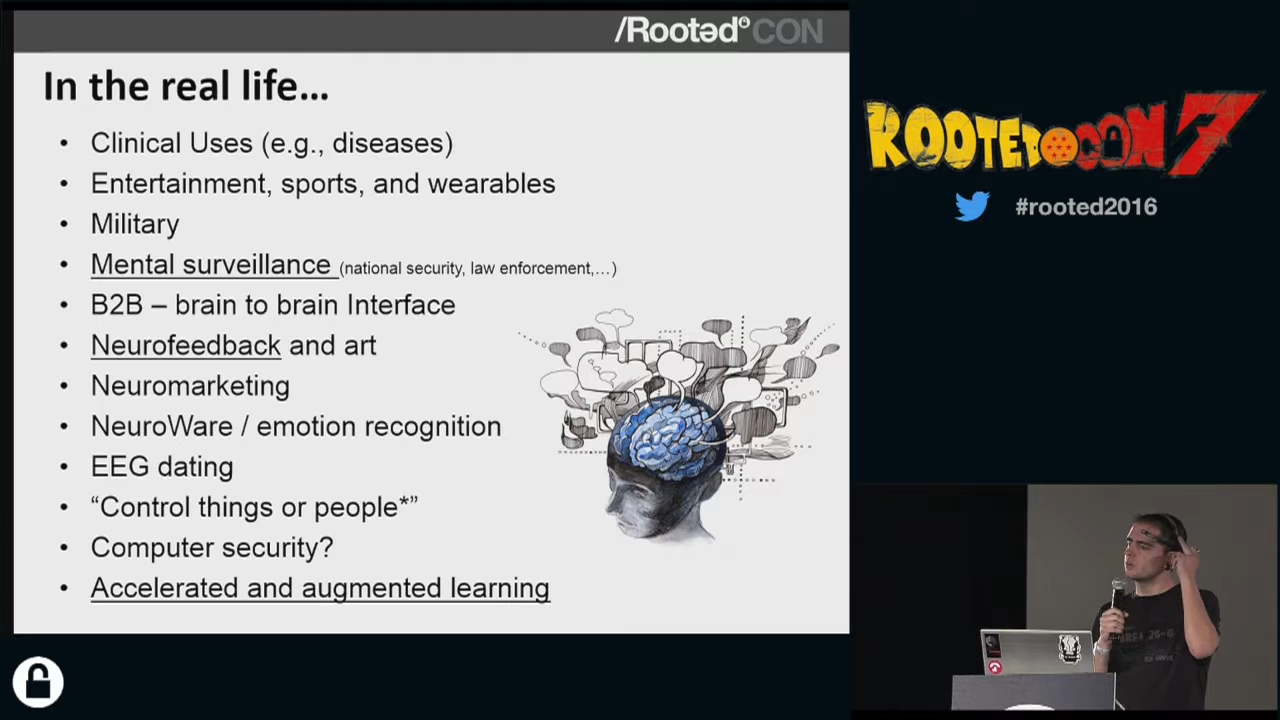 /Rootəd CON
In the real life...
• Clinical Uses (e.g., diseases)
• Entertainment, sports, and wearables
• Military
• Mental surveillance (national security, law enforcement,...)
• B2B – brain to brain Interface
• Neurofeedback and art
• Neuromarketing
• NeuroWare / emotion recognition
• EEG dating
• “Control things or people*”
• Computer security?
• Accelerated and augmented learning
ROOTED CON 7
#rooted2016